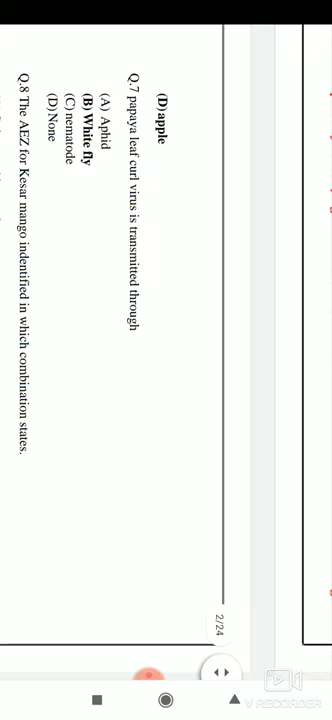 (D) apple
Q.7 papaya leaf curl virus is transmitted through
(A) Aphid
(B) White fly
(C) nematode
(D) None
Q.8 The AEZ for Kesar mango indentified in which combination states.
2/24
V RECORDER